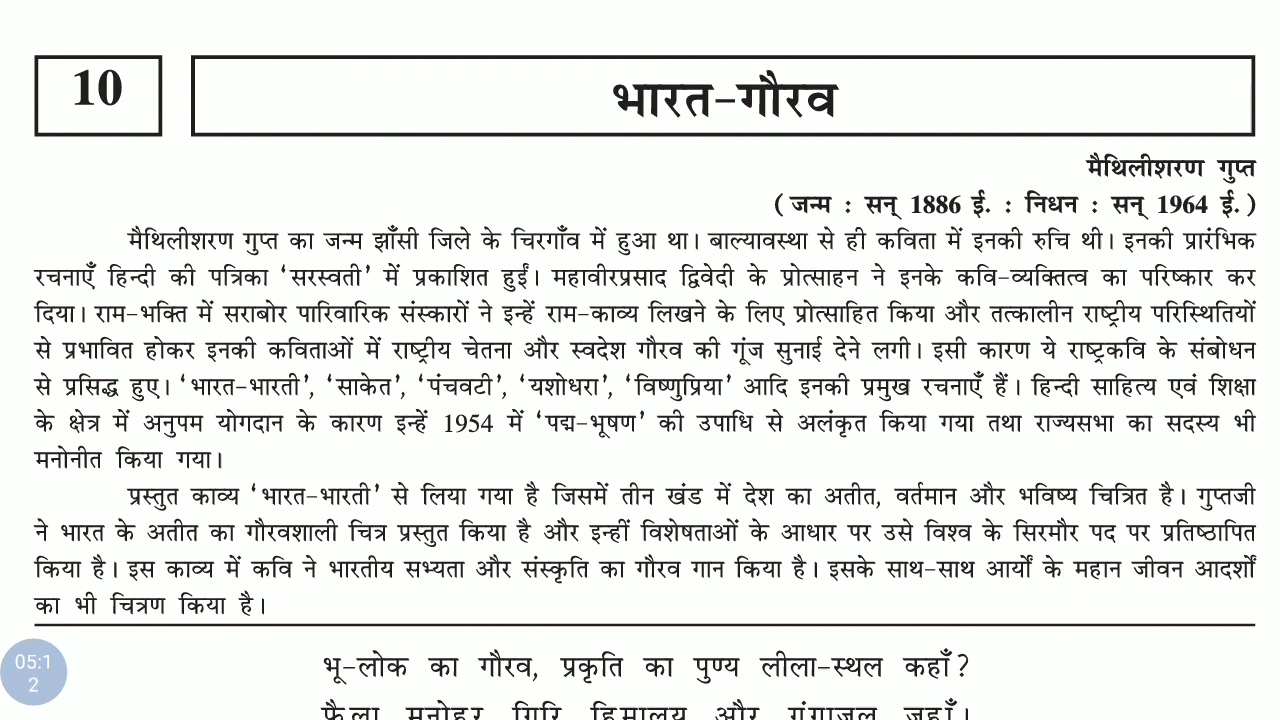 10
भारत-गौरव
मैथिलीशरण गुप्त
( जन्म : सन् 1886 ई. : निधन : सन् 1964 ई. )
मैथिलीशरण गुप्त का जन्म झाँसी जिले के चिरगाँव में हुआ था। बाल्यावस्था से ही कविता में इनकी रुचि थी। इनकी प्रारंभिक
रचनाएँ हिन्दी की पत्रिका ‘सरस्वती’ में प्रकाशित हुईं। महावीरप्रसाद द्विवेदी के प्रोत्साहन ने इनके कवि-व्यक्तित्व का परिष्कार कर
दिया। राम-भक्ति में सराबोर पारिवारिक संस्कारों ने इन्हें राम-काव्य लिखने के लिए प्रोत्साहित किया और तत्कालीन राष्ट्रीय परिस्थितियों
से प्रभावित होकर इनकी कविताओं में राष्ट्रीय चेतना और स्वदेश गौरव की गूंज सुनाई देने लगी। इसी कारण ये राष्ट्रकवि के संबोधन
से प्रसिद्ध हुए। ‘भारत-भारती’, ‘साकेत’, ‘पंचवटी’, ‘यशोधरा’, ‘विष्णुप्रिया’ आदि इनकी प्रमुख रचनाएँ हैं। हिन्दी साहित्य एवं शिक्षा
के क्षेत्र में अनुपम योगदान के कारण इन्हें 1954 में ‘पद्म-भूषण’ की उपाधि से अलंकृत किया गया तथा राज्यसभा का सदस्य भी
मनोनीत किया गया।
प्रस्तुत काव्य ‘भारत-भारती’ से लिया गया है जिसमें तीन खंड में देश का अतीत, वर्तमान और भविष्य चित्रित है। गुप्तजी
ने भारत के अतीत का गौरवशाली चित्र प्रस्तुत किया है और इन्हीं विशेषताओं के आधार पर उसे विश्व के सिरमौर पद पर प्रतिष्ठापित
किया है। इस काव्य में कवि ने भारतीय सभ्यता और संस्कृति का गौरव गान किया है। इसके साथ-साथ आर्यों के महान जीवन आदर्शों
का भी चित्रण किया है।
भू-लोक का गौरव, प्रकृति का पुण्य लीला-स्थल कहाँ?
फैला मनोहर गिरि हिमालय और गंगाजल जहाँ।
05:1
2